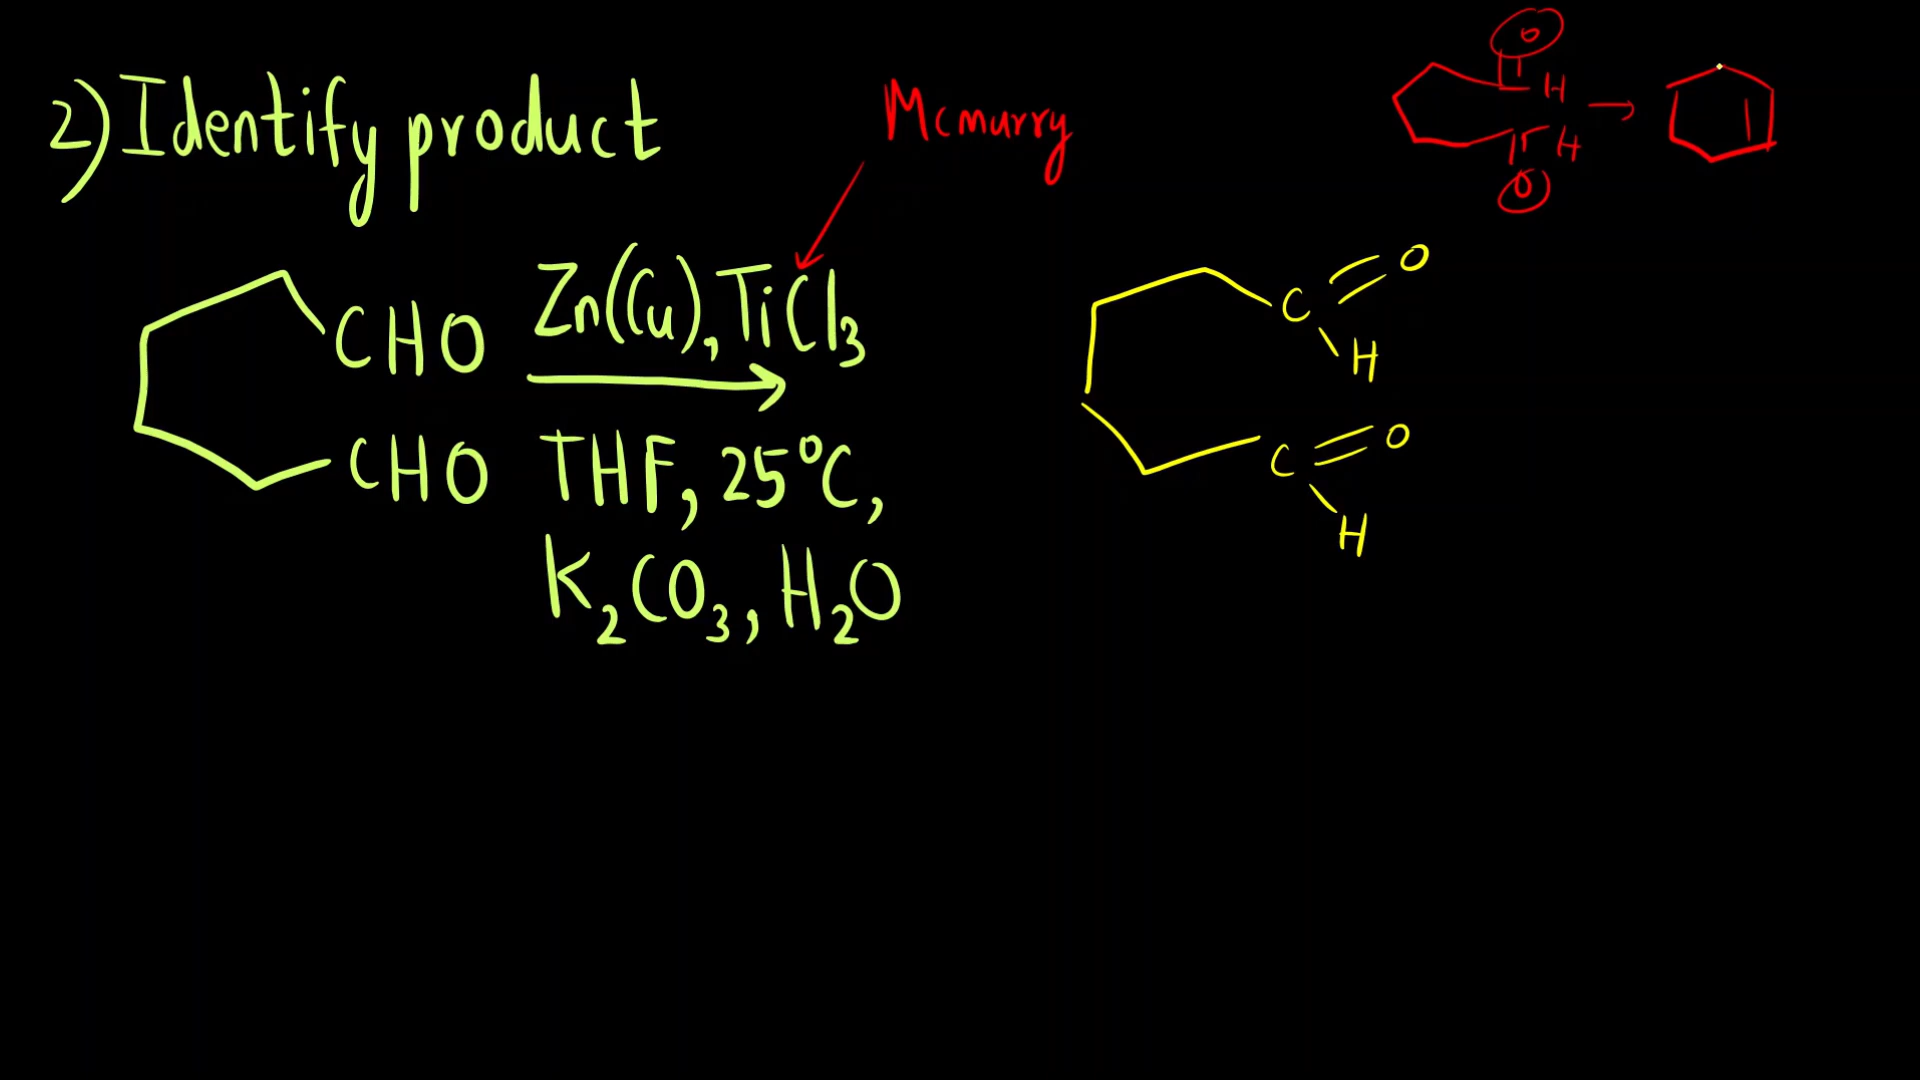 2) Identify product
Mcmurry
O
H
H
O
CHO
CHO
Zn(Cu), TiCl3
THF, 25°C,
K2CO3, H2O
C O
H
C O
H